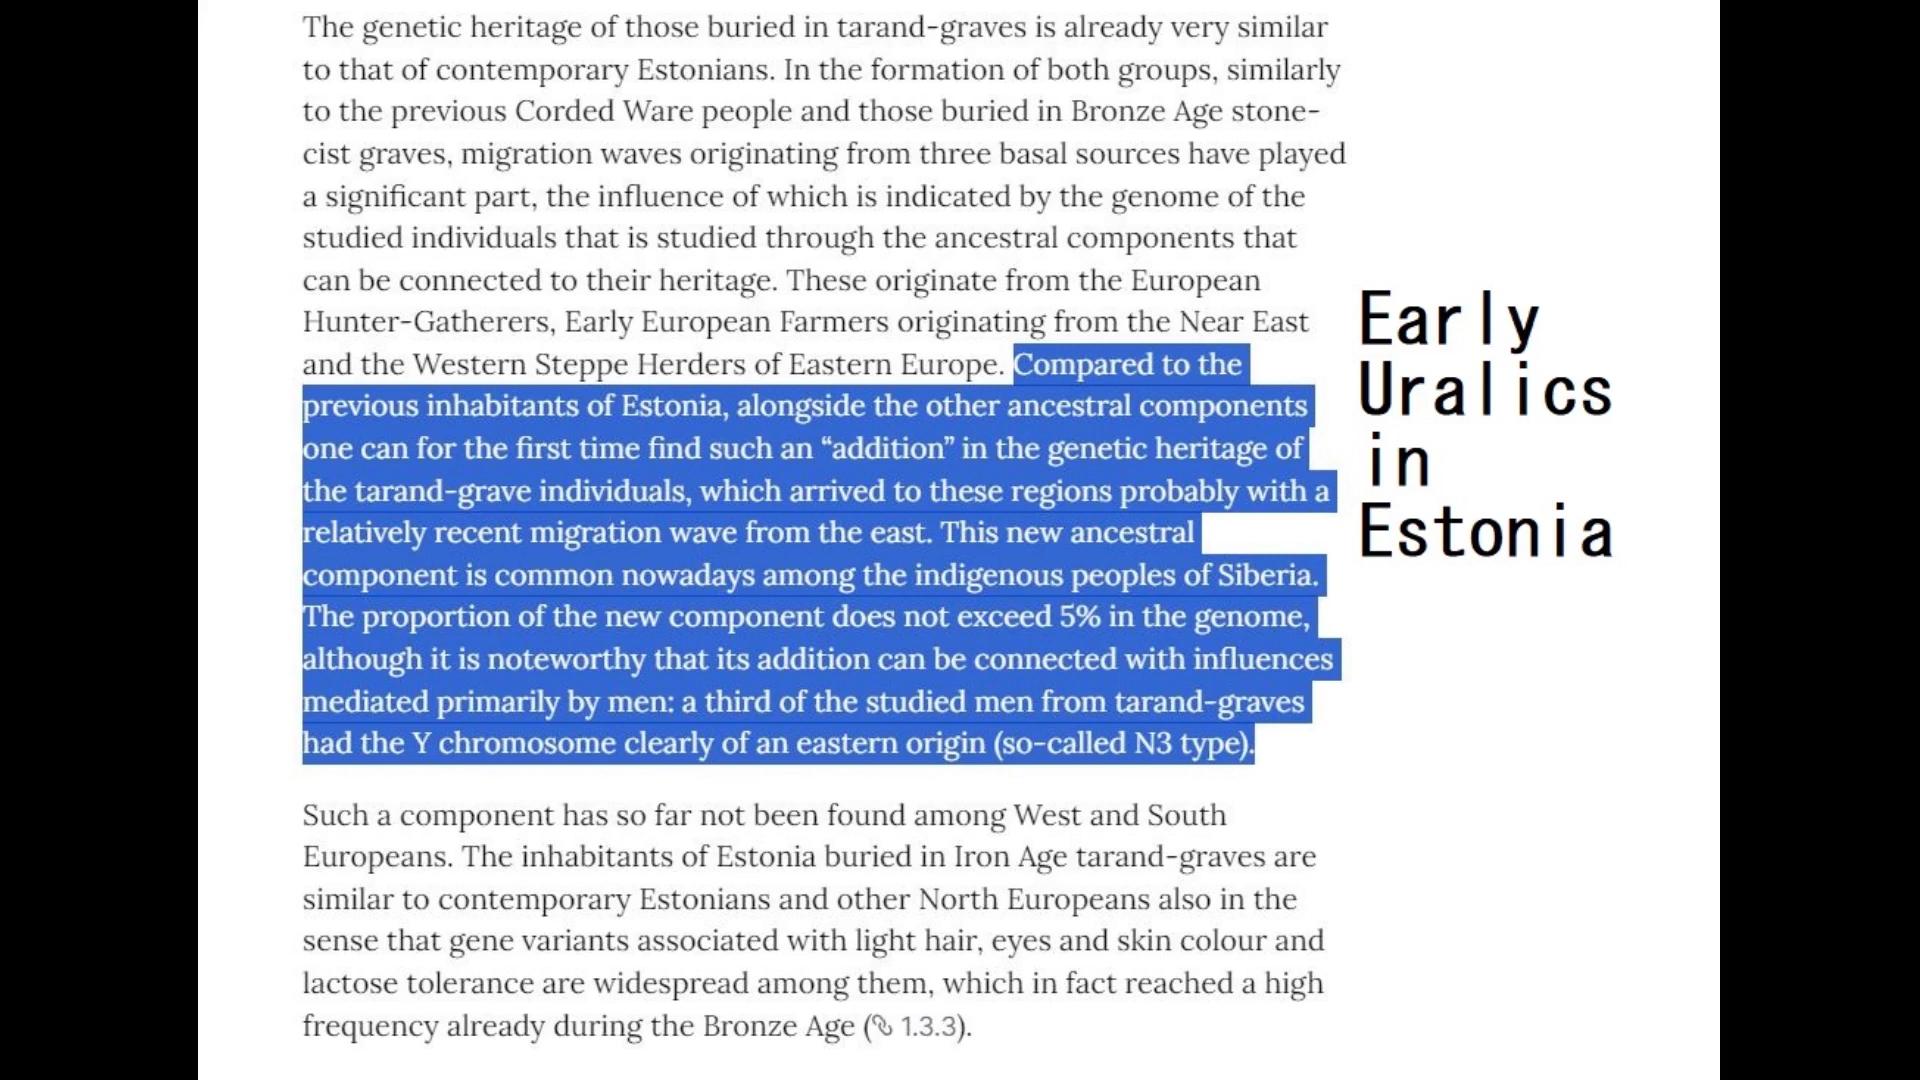 The genetic heritage of those buried in tarand-graves is already very similar
to that of contemporary Estonians. In the formation of both groups, similarly
to the previous Corded Ware people and those buried in Bronze Age stone-
cist graves, migration waves originating from three basal sources have played
a significant part, the influence of which is indicated by the genome of the
studied individuals that is studied through the ancestral components that
can be connected to their heritage. These originate from the European
Hunter-Gatherers, Early European Farmers originating from the Near East
and the Western Steppe Herders of Eastern Europe. Compared to the
previous inhabitants of Estonia, alongside the other ancestral components
one can for the first time find such an “addition” in the genetic heritage of
the tarand-grave individuals, which arrived to these regions probably with a
relatively recent migration wave from the east. This new ancestral
component is common nowadays among the indigenous peoples of Siberia.
The proportion of the new component does not exceed 5% in the genome,
although it is noteworthy that its addition can be connected with influences
mediated primarily by men: a third of the studied men from tarand-graves
had the Y chromosome clearly of an eastern origin (so-called N3 type).
Such a component has so far not been found among West and South
Europeans. The inhabitants of Estonia buried in Iron Age tarand-graves are
similar to contemporary Estonians and other North Europeans also in the
sense that gene variants associated with light hair, eyes and skin colour and
lactose tolerance are widespread among them, which in fact reached a high
frequency already during the Bronze Age (1.3.3).
Early
Uralics
in
Estonia